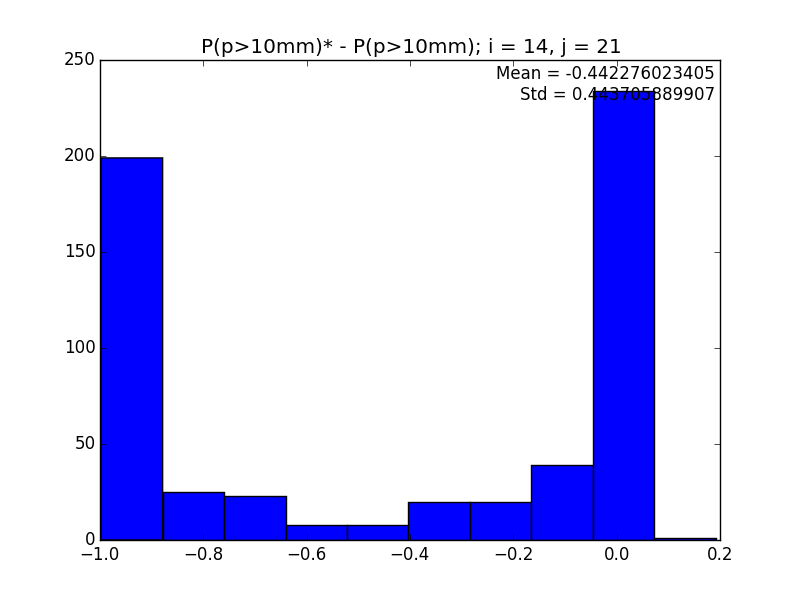 P(p>10mm)* - P(p>10mm); i = 14, j = 21
Mean = -0.442276023405
Std = 0.443705889907
250
200
150
100
50
0
−1.0 −0.8 −0.6 −0.4 −0.2 0.0 0.2